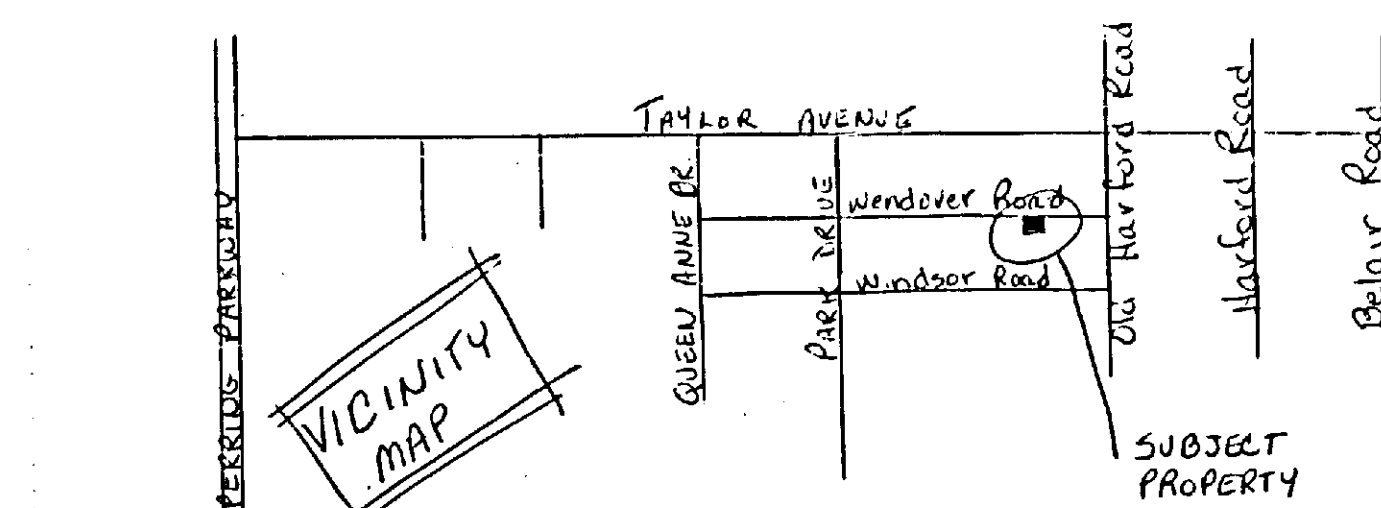 TAYLOR AVENUE
PERRING PARKWAY
QUEEN ANNE DR.
PARK DRIVE
Wendover Road
Windsor Road
Old Harford Road
Harford Road
Belair Road
VICINITY
MAP
SUBJECT
PROPERTY